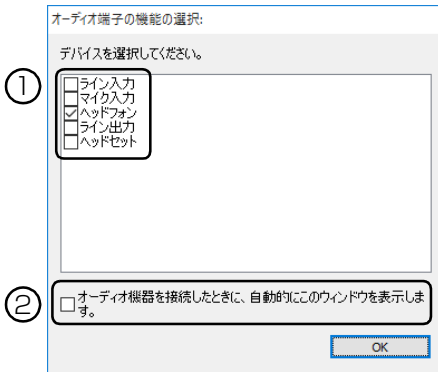 オーディオ端子の機能の選択:
デバイスを選択してください。
①
ライン入力
マイク入力
ヘッドフォン
ライン出力
ヘッドセット
②
オーディオ機器を接続したときに、自動的にこのウィンドウを表示しま
す。
OK